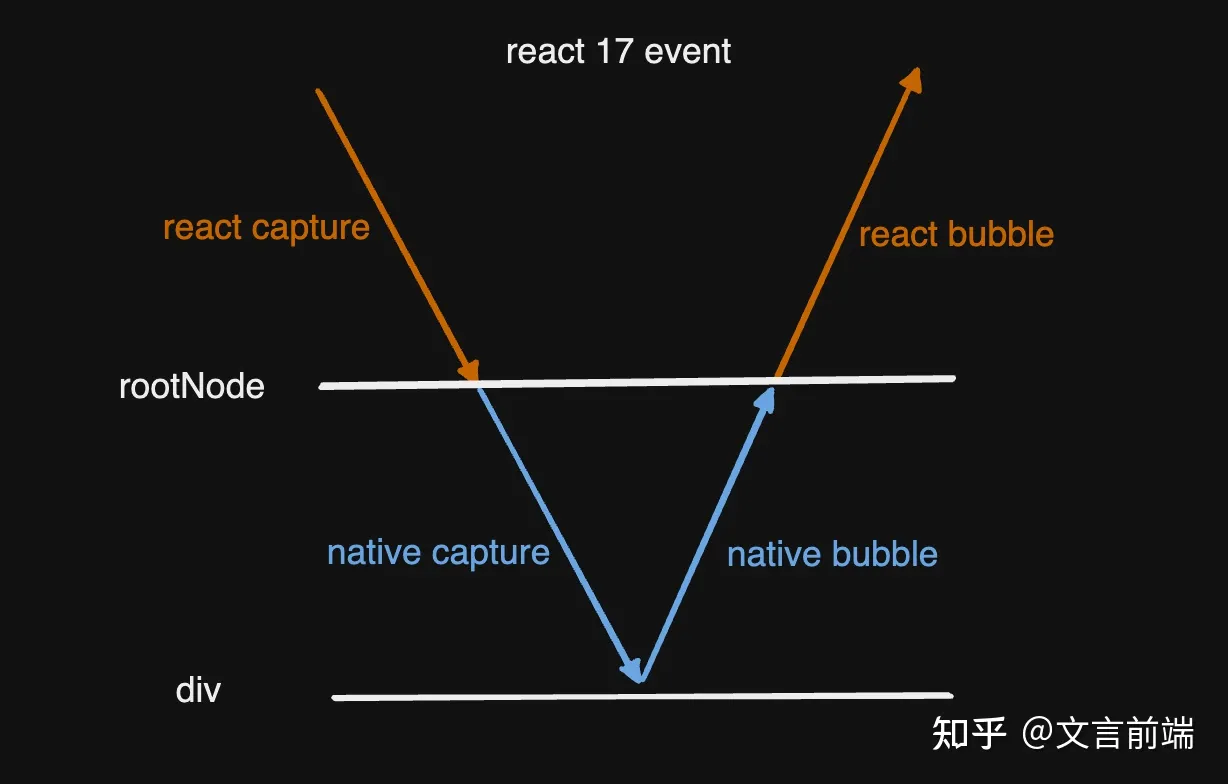 react 17 event
react capture
react bubble
rootNode
native capture
native bubble
div
知乎 @文言前端